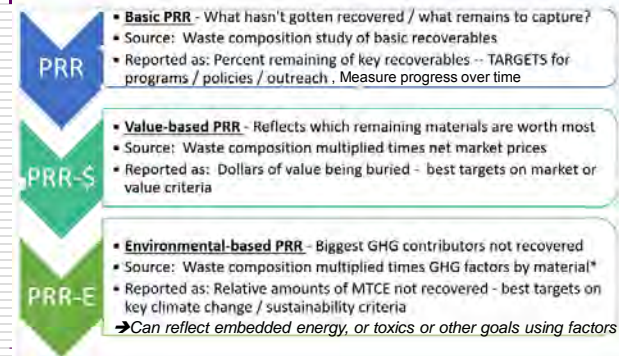 PRR
• Basic PRR - What hasn't gotten recovered / what remains to capture?
• Source: Waste composition study of basic recoverables
• Reported as: Percent remaining of key recoverables -- TARGETS for
programs / policies / outreach , Measure progress over time
PRR-$
• Value-based PRR - Reflects which remaining materials are worth most
• Source: Waste composition multiplied times net market prices
• Reported as: Dollars of value being buried - best targets on market or
value criteria
PRR-E
• Environmental-based PRR - Biggest GHG contributors not recovered
• Source: Waste composition multiplied times GHG factors by material*
• Reported as: Relative amounts of MTCE not recovered - best targets on
key climate change / sustainability criteria
➔Can reflect embedded energy, or toxics or other goals using factors